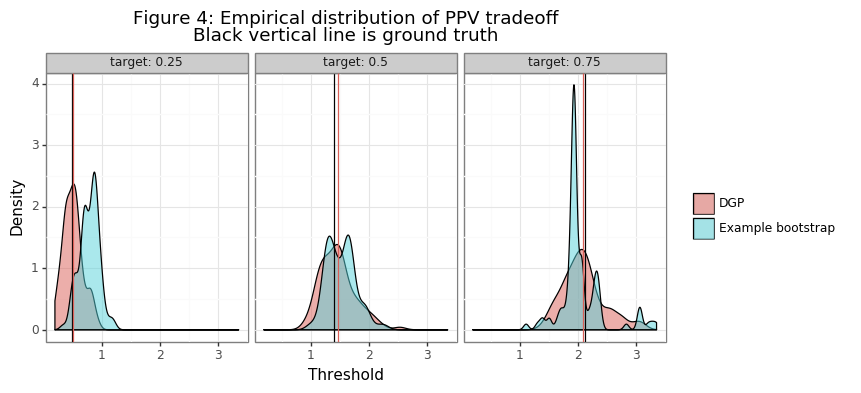 Figure 4: Empirical distribution of PPV tradeoff
Black vertical line is ground truth
target: 0.25
target: 0.5
target: 0.75
4
3
2
1
0
Density
1 2 3
1 2 3
1 2 3
Threshold
DGP
Example bootstrap